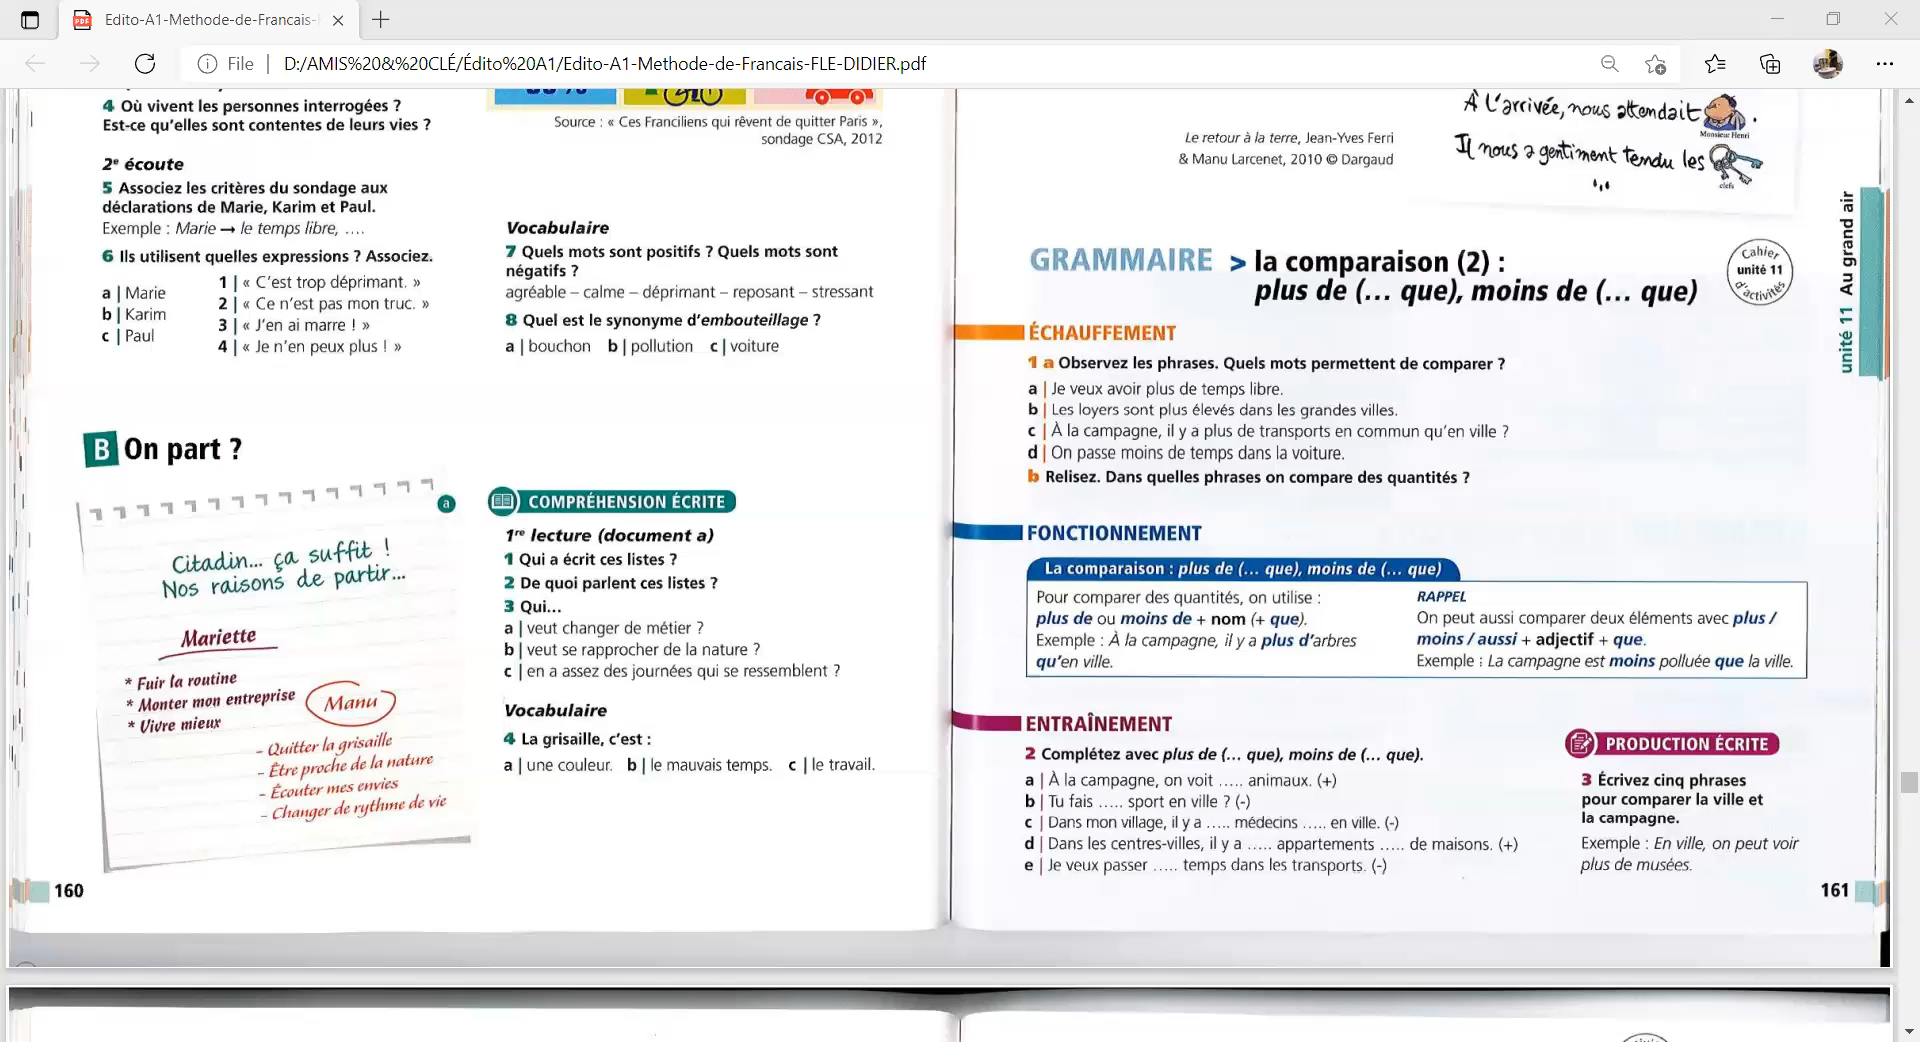 Edito-A1-Methode-de-Francais-
File
D:/AMIS%20&%20CLÉ/Édito%20A1/Edito-A1-Methode-de-Francais-FLE-DIDIER.pdf
4 Où vivent les personnes interrogées ?
Est-ce qu'elles sont contentes de leurs vies ?
2e écoute
5 Associez les critères du sondage aux
déclarations de Marie, Karim et Paul.
Exemple : Marie → le temps libre, ….
6 Ils utilisent quelles expressions ? Associez.
a | Marie
b | Karim
c | Paul
1 | « C'est trop déprimant. »
2 | « Ce n'est pas mon truc. »
3 | « J'en ai marre ! »
4 | « Je n'en peux plus ! »
Source : « Ces Franciliens qui rêvent de quitter Paris »,
sondage CSA, 2012
Vocabulaire
7 Quels mots sont positifs ? Quels mots sont
négatifs ?
agréable – calme – déprimant – reposant – stressant
8 Quel est le synonyme d'embouteillage ?
a | bouchon b | pollution c | voiture
B On part ?
a
Citadin... ça suffit !
Nos raisons de partir...
Mariette
* Fuir la routine
* Monter mon entreprise
* Vivre mieux
Manu
- Quitter la grisaille
- Être proche de la nature
- Écouter mes envies
- Changer de rythme de vie
COMPRÉHENSION ÉCRITE
1re lecture (document a)
1 Qui a écrit ces listes ?
2 De quoi parlent ces listes ?
3 Qui...
a | veut changer de métier ?
b | veut se rapprocher de la nature ?
c | en a assez des journées qui se ressemblent ?
Vocabulaire
4 La grisaille, c'est :
a | une couleur. b | le mauvais temps. c | le travail.
160
À l'arrivée, nous attendait .
Monsieur Henri
Il nous a gentiment tendu les
clefs
...
Le retour à la terre, Jean-Yves Ferri
& Manu Larcenet, 2010 © Dargaud
unité 11 Au grand air
GRAMMAIRE > la comparaison (2) :
plus de (... que), moins de (... que)
Cahier
unité 11
d'activités
ÉCHAUFFEMENT
1 a Observez les phrases. Quels mots permettent de comparer ?
a | Je veux avoir plus de temps libre.
b | Les loyers sont plus élevés dans les grandes villes.
c | À la campagne, il y a plus de transports en commun qu'en ville ?
d | On passe moins de temps dans la voiture.
b Relisez. Dans quelles phrases on compare des quantités ?
FONCTIONNEMENT
La comparaison : plus de (... que), moins de (... que)
Pour comparer des quantités, on utilise :
plus de ou moins de + nom (+ que).
Exemple : À la campagne, il y a plus d'arbres
qu'en ville.
RAPPEL
On peut aussi comparer deux éléments avec plus /
moins / aussi + adjectif + que.
Exemple : La campagne est moins polluée que la ville.
ENTRAÎNEMENT
2 Complétez avec plus de (... que), moins de (... que).
a | À la campagne, on voit ..... animaux. (+)
b | Tu fais ..... sport en ville ? (-)
c | Dans mon village, il y a ..... médecins ..... en ville. (-)
d | Dans les centres-villes, il y a ..... appartements ..... de maisons. (+)
e | Je veux passer ..... temps dans les transports. (-)
PRODUCTION ÉCRITE
3 Écrivez cinq phrases
pour comparer la ville et
la campagne.
Exemple : En ville, on peut voir
plus de musées.
161